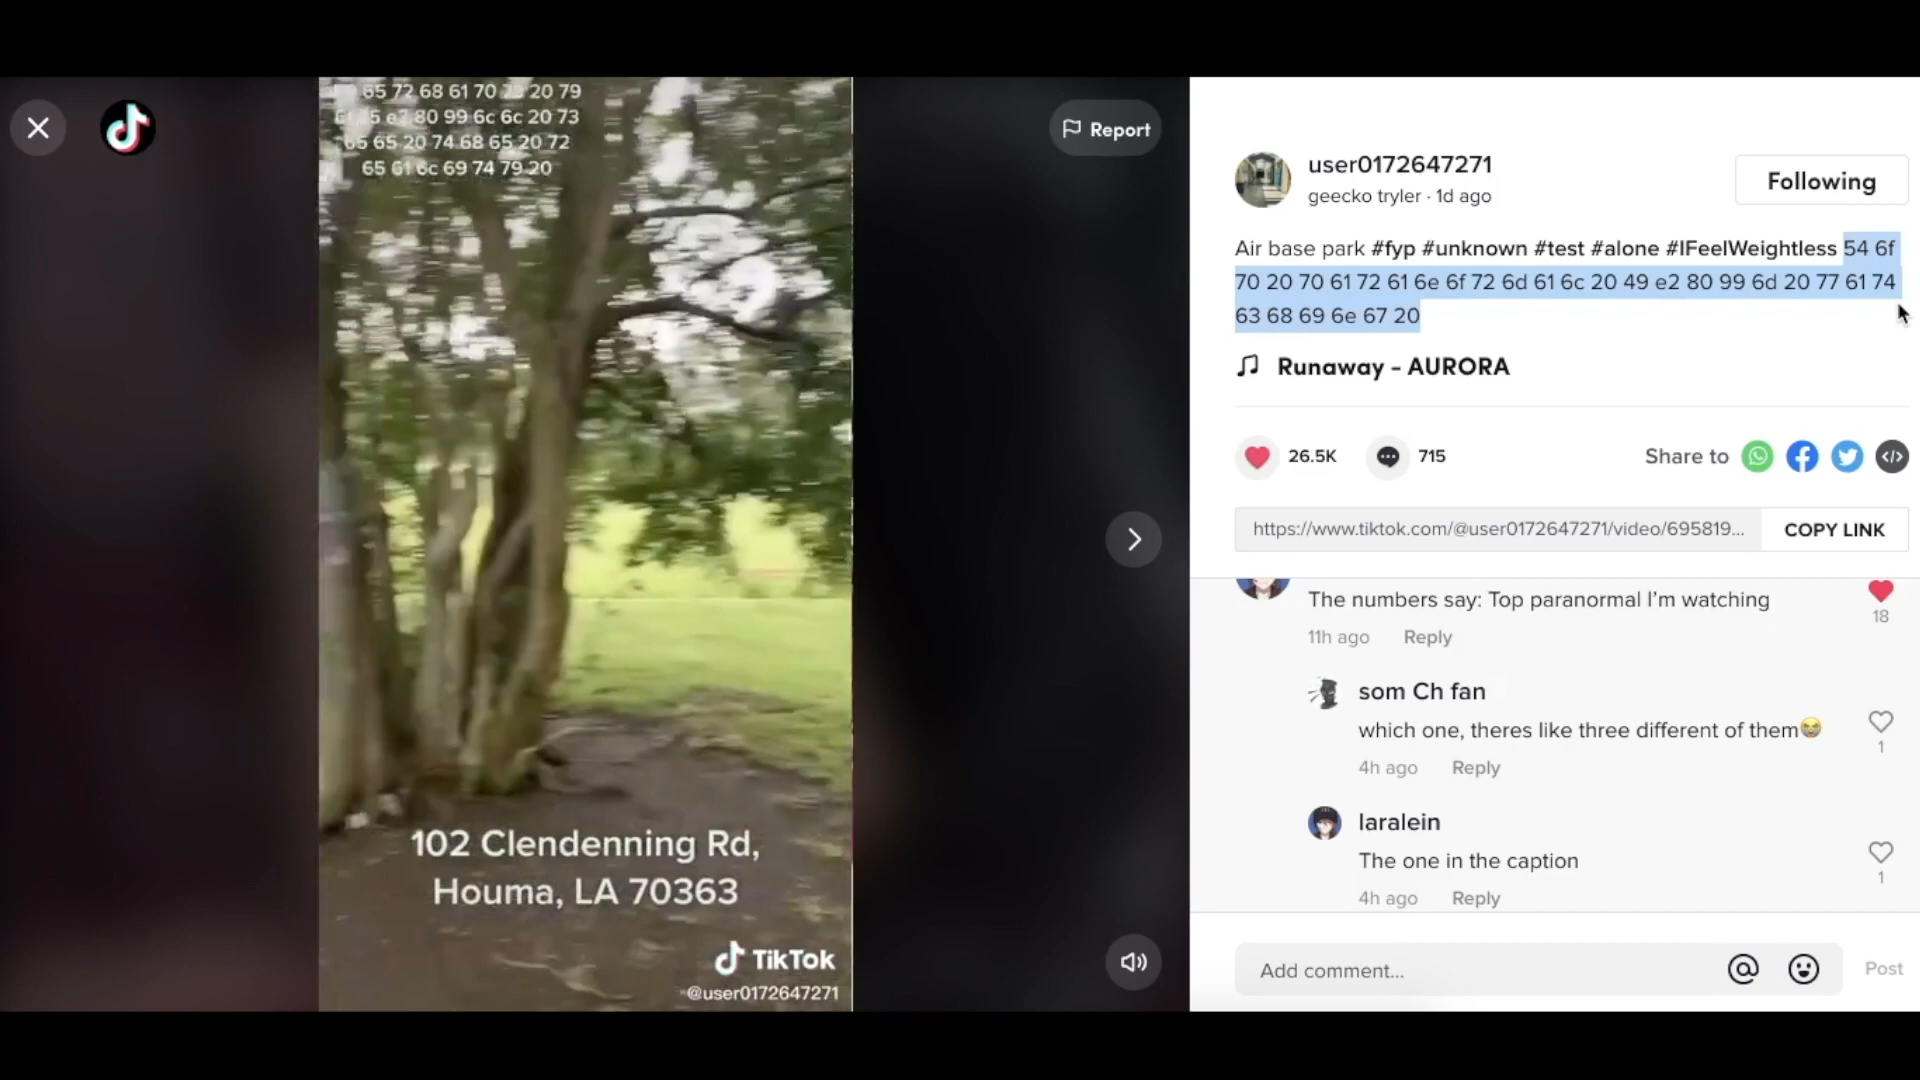 65 72 68 61 70 73 20 79
80 99 6c 6c 20 73
65 65 20 74 68 65 20 72
65 61 6c 69 74 79 20
Report
102 Clendenning Rd,
Houma, LA 70363
TikTok
@user0172647271
user0172647271
geecko tryler · 1d ago
Following
Air base park #fyp #unknown #test #alone #IFeelWeightless 54 6f
70 20 70 61 72 61 6e 6f 72 6d 61 6c 20 49 e2 80 99 6d 20 77 61 74
63 68 69 6e 67 20
Runaway - AURORA
26.5K
715
Share to
https://www.tiktok.com/@user0172647271/video/695819...
COPY LINK
The numbers say: Top paranormal I’m watching
18
11h ago
Reply
som Ch fan
which one, theres like three different of them😭
1
4h ago
Reply
laralein
The one in the caption
1
4h ago
Reply
Add comment...
Post